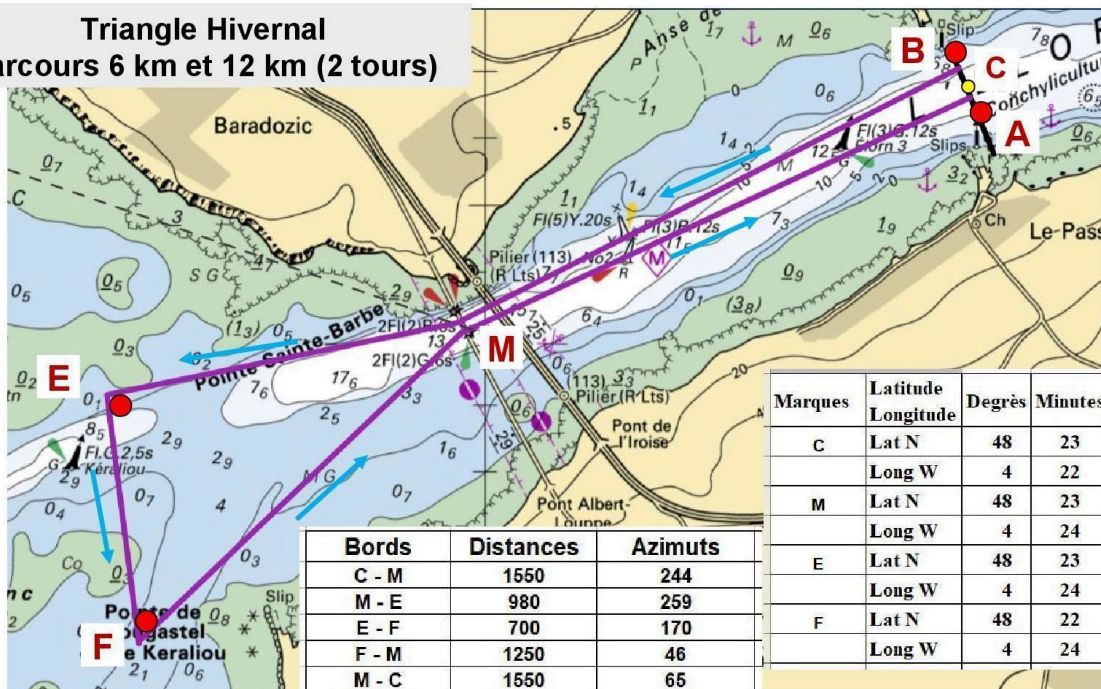 Triangle Hivernal
arcours 6 km et 12 km (2 tours)
Baradozic
Anse de
Slip
B
C
A
Conchyliculture
Fl(3)G.12s
Elorn 3
Slips
Ch
Le-Pass
Fl(5)Y.20s
Fl(3)R.12s
No2
R
M
Pilier (113)
(R Lts)
S G
2Fl(2)R.6s
2Fl(2)G.6s
Pointe Sainte-Barbe
M
E
Fl.G.2,5s
Kéraliou
G
Pilier (R Lts)
Pont de
l'Iroise
Pont Albert-
Louppe
M G
Co
Slip
Pointe de
ougastel
Keraliou
F
Bords Distances Azimuts
C - M 1550 244
M - E 980 259
E - F 700 170
F - M 1250 46
M - C 1550 65
Marques Latitude Longitude Degrès Minutes
C Lat N 48 23
Long W 4 22
M Lat N 48 23
Long W 4 24
E Lat N 48 23
Long W 4 24
F Lat N 48 22
Long W 4 24